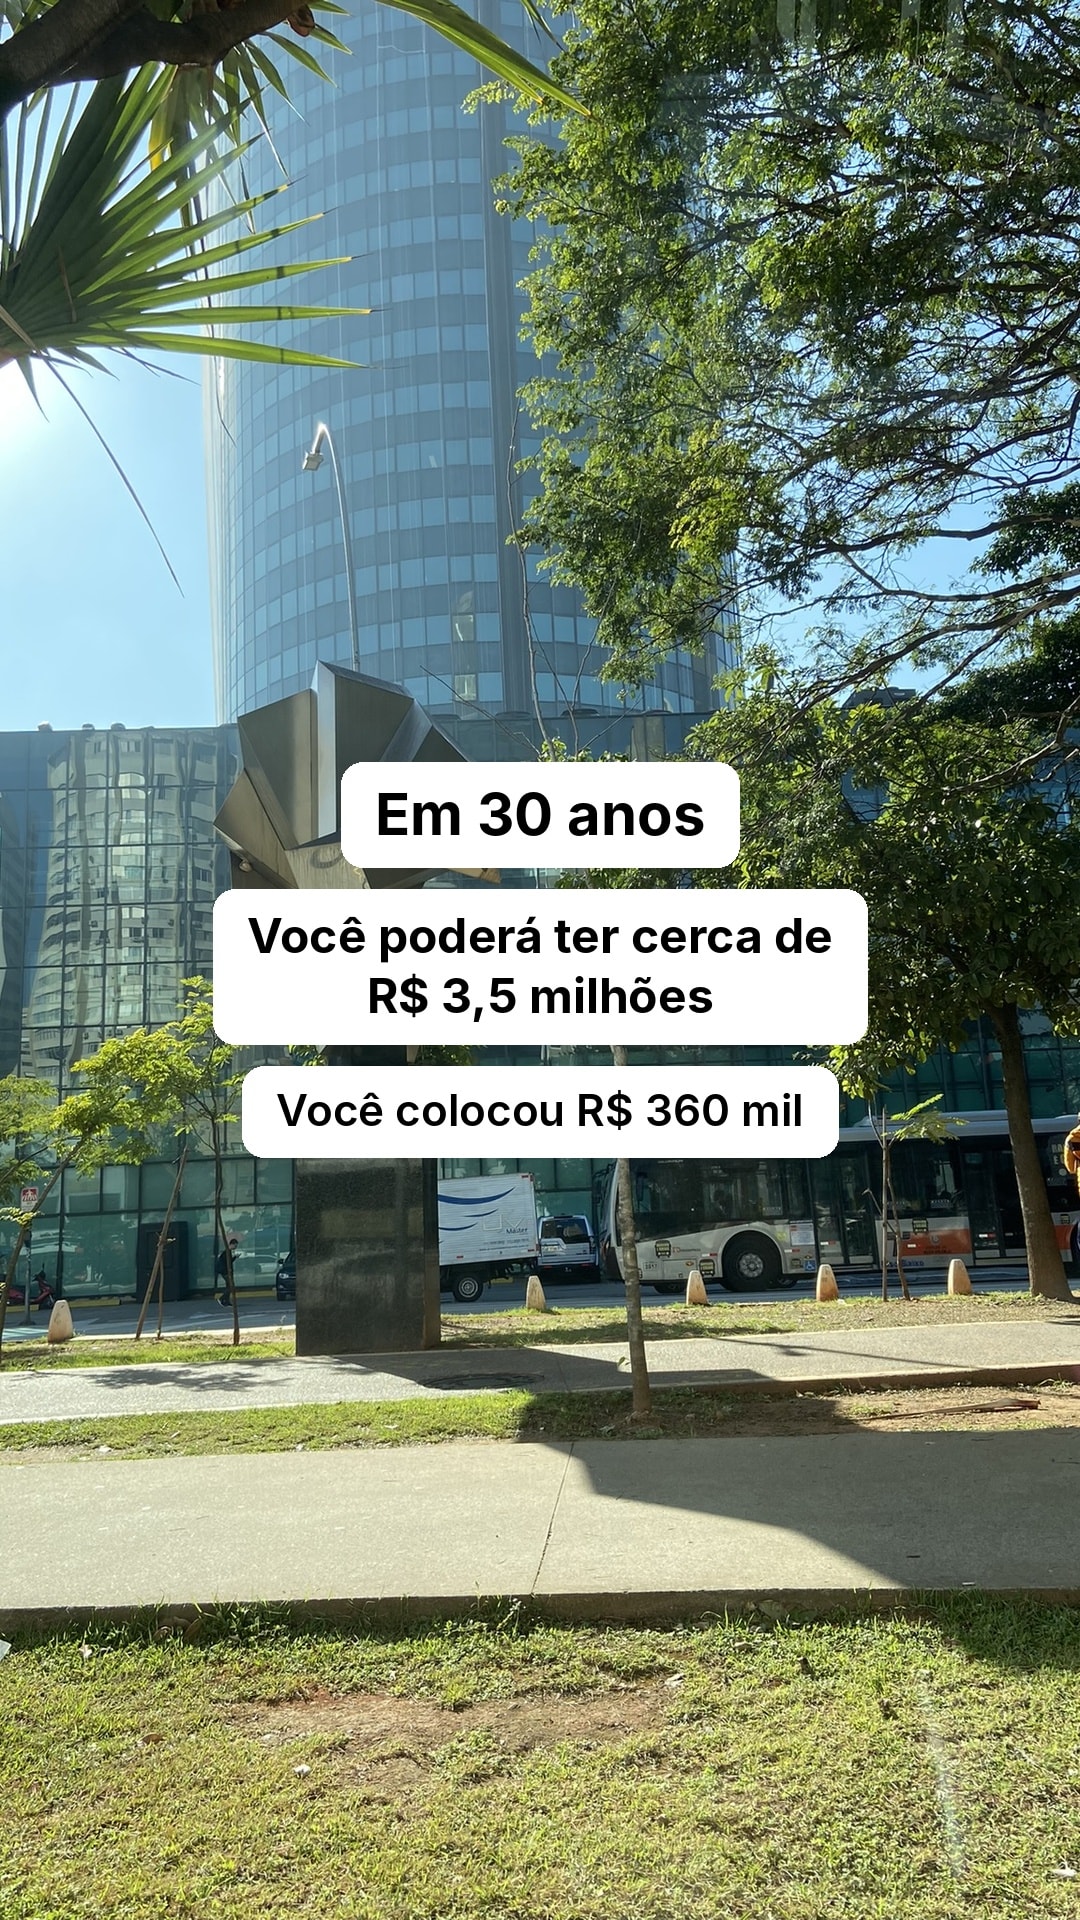 Em 30 anos
Você poderá ter cerca de
R$ 3,5 milhões
Você colocou R$ 360 mil